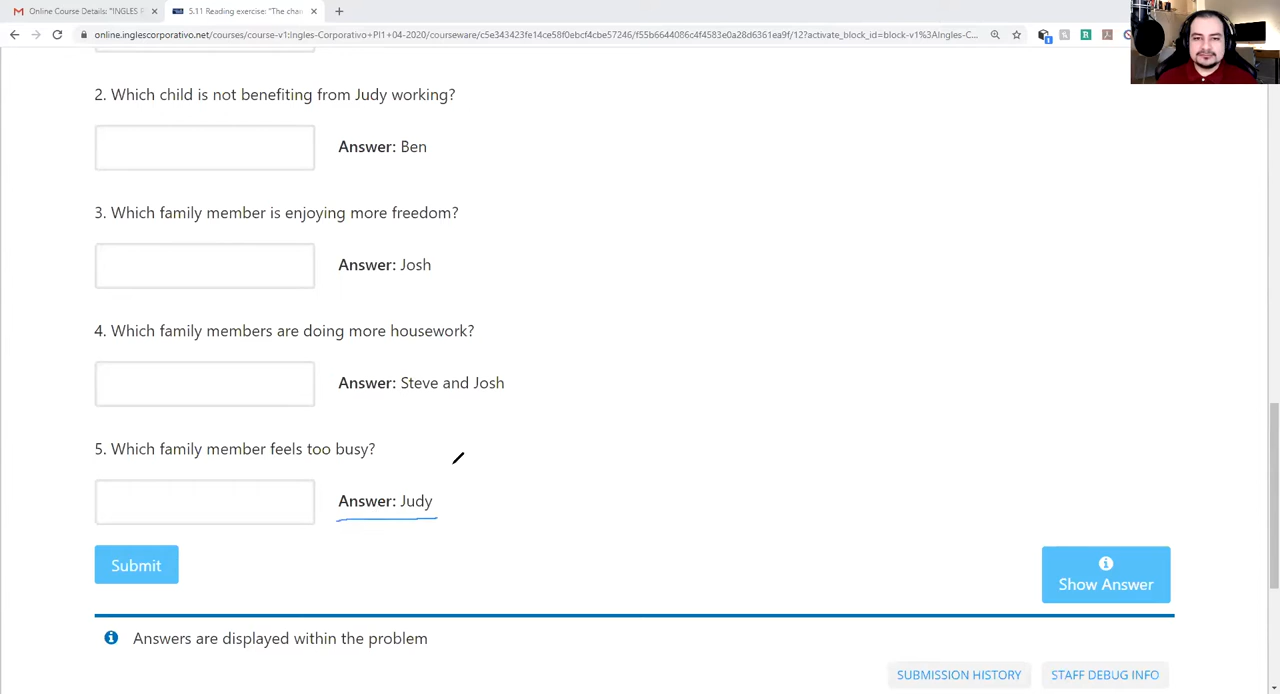 Online Course Details: "INGLES
5.11 Reading exercise: "The cha
online.inglescorporativo.net/courses/course-v1:ingles-Corporativo+PI1+04-2020/courseware/c5e343423fe14ce58f0ebcf4cbe57246/f55b6644086c4f4583e0a28d6361ea9f/12?activate_block_id=block-v1%3AIngles-C...
2. Which child is not benefiting from Judy working?
Answer: Ben
3. Which family member is enjoying more freedom?
Answer: Josh
4. Which family members are doing more housework?
Answer: Steve and Josh
5. Which family member feels too busy?
Answer: Judy
Submit
Show Answer
Answers are displayed within the problem
SUBMISSION HISTORY
STAFF DEBUG INFO